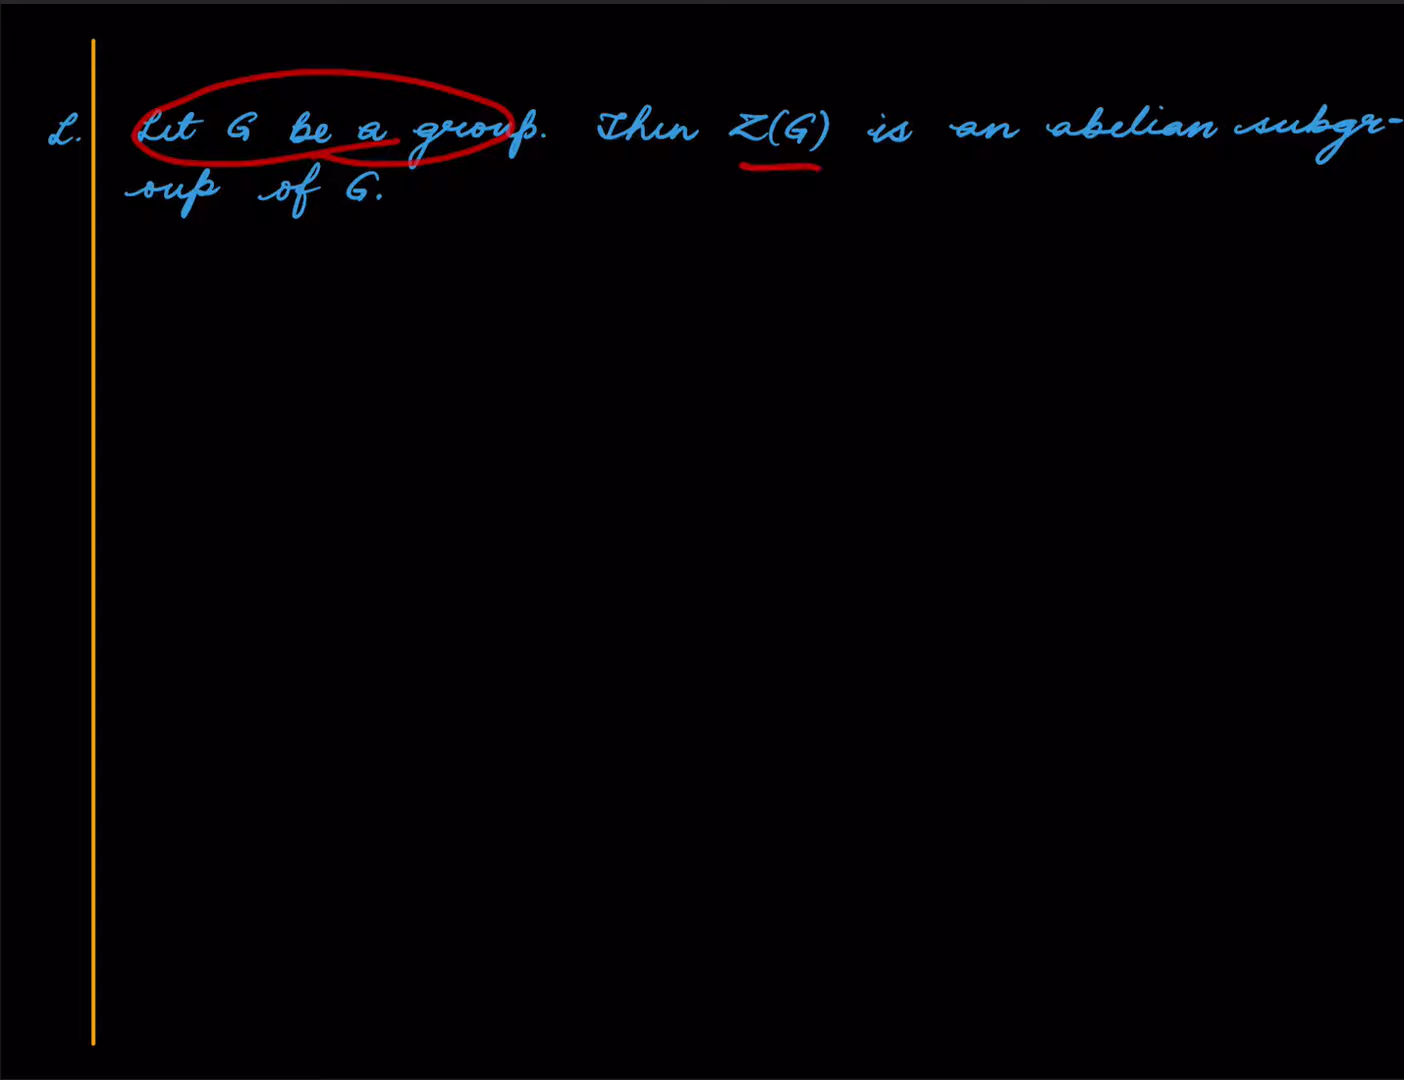 L. Let G be a group. Then Z(G) is an abelian subgr-
oup of G.